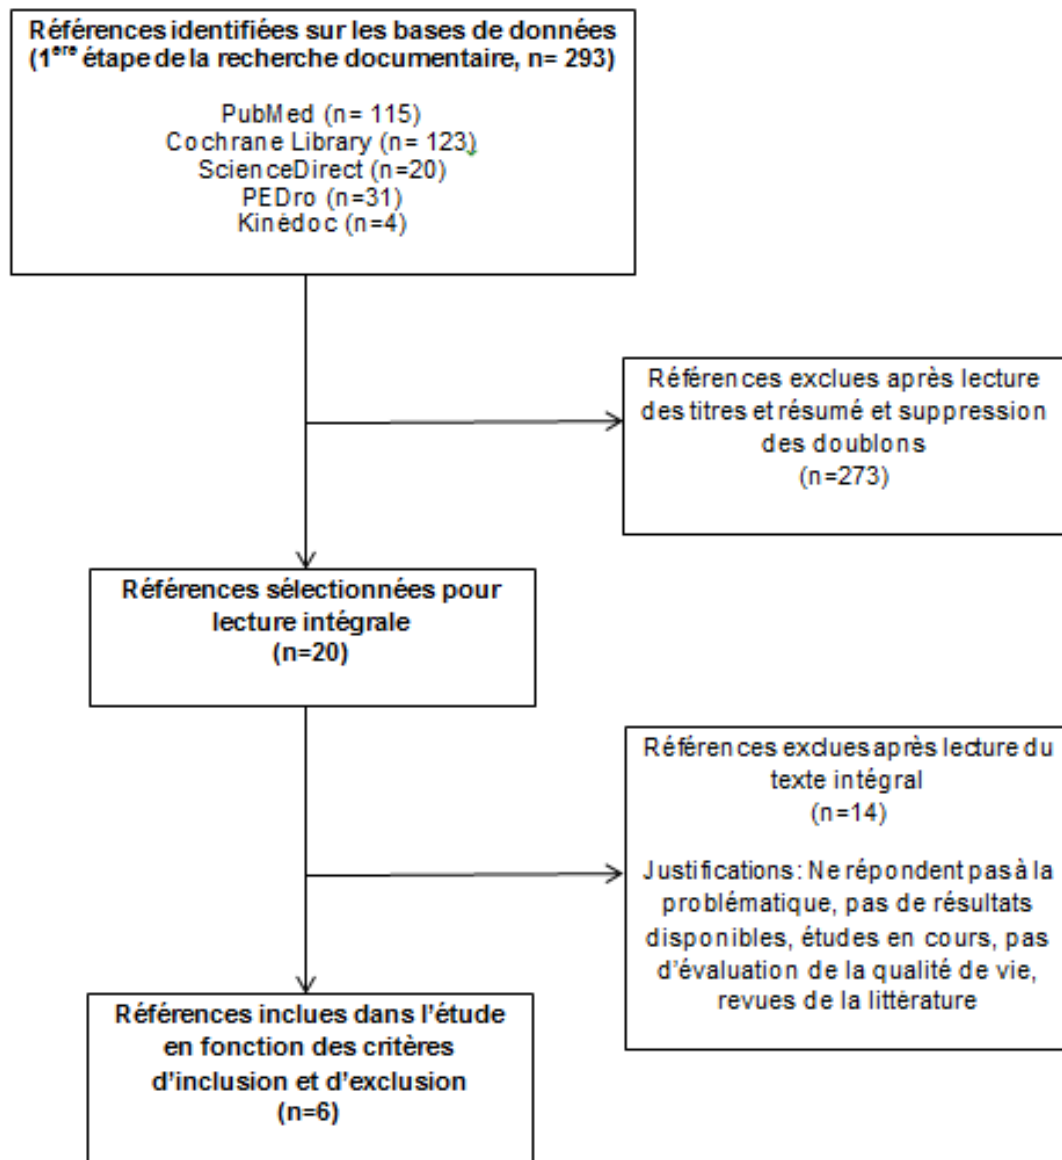 Références identifiées sur les bases de données
(1ere étape de la recherche documentaire, n= 293)
PubMed (n= 115)
Cochrane Library (n= 123)
ScienceDirect (n=20)
PEDro (n=31)
Kinédoc (n=4)
Références exclues après lecture
des titres et résumé et suppression
des doublons
(n=273)
Références sélectionnées pour
lecture intégrale
(n=20)
Références exclues après lecture du
texte intégral
(n=14)
Justifications: Ne répondent pas à la
problématique, pas de résultats
disponibles, études en cours, pas
d'évaluation de la qualité de vie,
revues de la littérature
Références inclues dans l'étude
en fonction des critères
d'inclusion et d'exclusion
(n=6)